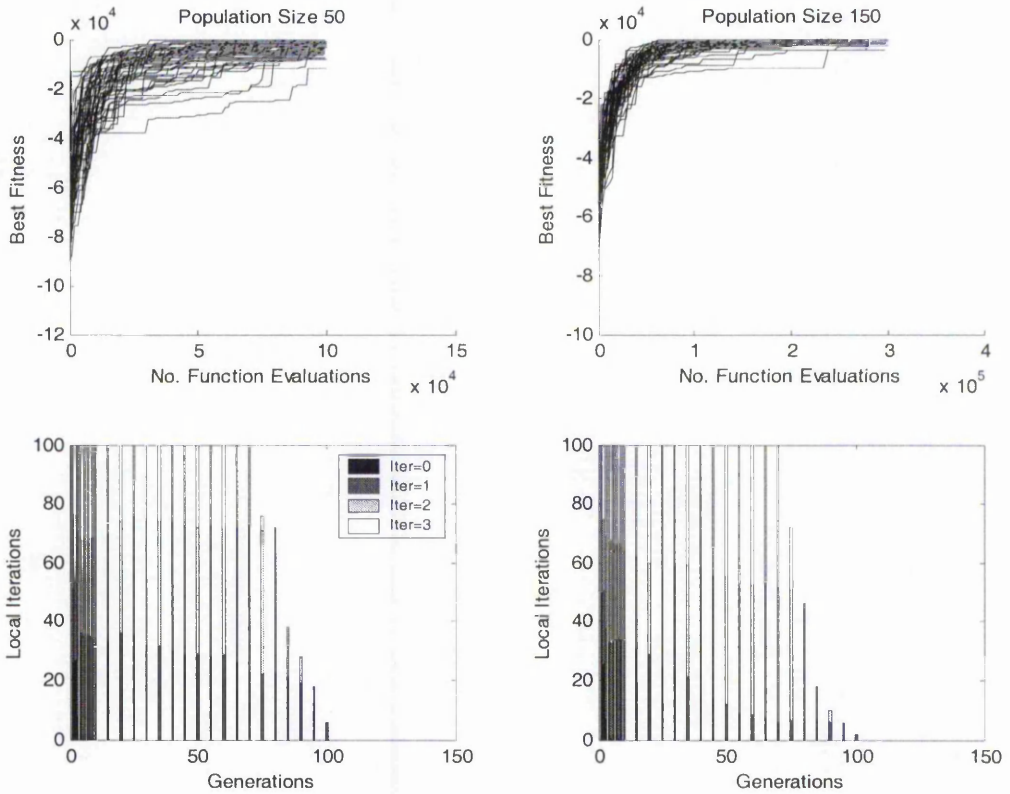 Population Size 50
x 10^4
0
-2
-4
-6
-8
-10
-12
Best Fitness
0 5 10 15
No. Function Evaluations
x 10^4
Population Size 150
x 10^4
0
-2
-4
-6
-8
-10
Best Fitness
0 1 2 3 4
No. Function Evaluations
x 10^5
100
80
60
40
20
0
Local Iterations
Iter=0
Iter=1
Iter=2
Iter=3
0 50 100 150
Generations
100
80
60
40
20
0
Local Iterations
0 50 100 150
Generations